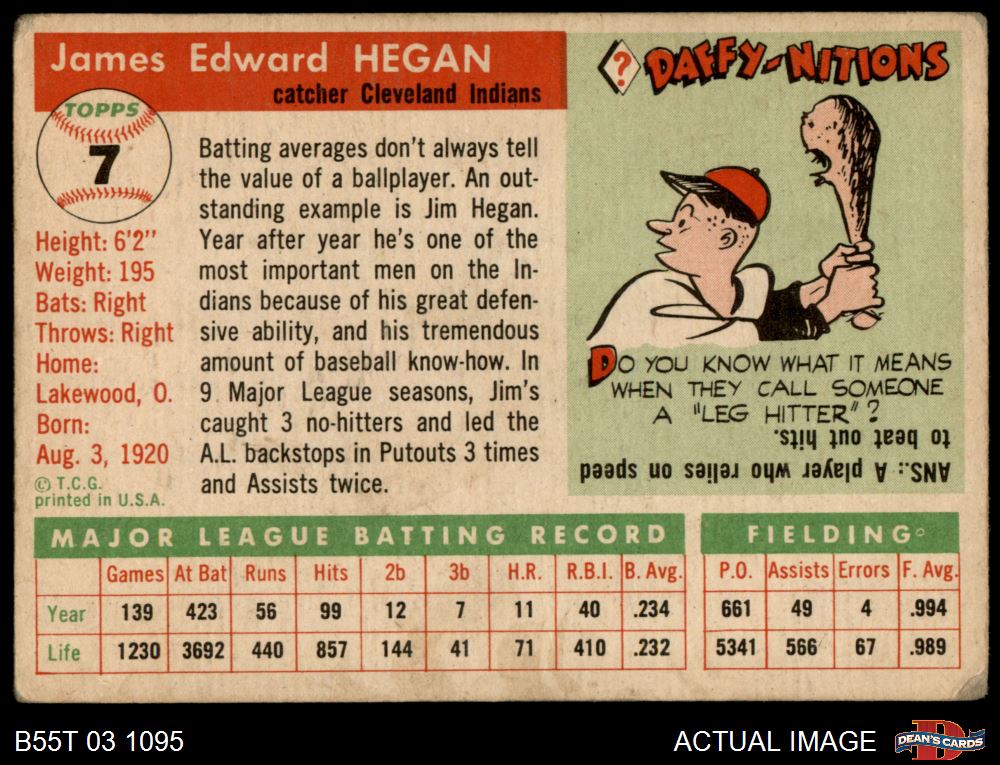 James Edward HEGAN
catcher Cleveland Indians
TOPPS
7
Height: 6'2"
Weight: 195
Bats: Right
Throws: Right
Home:
Lakewood, O.
Born:
Aug. 3, 1920
© T.C.G.
printed in U.S.A.
Batting averages don't always tell
the value of a ballplayer. An out-
standing example is Jim Hegan.
Year after year he's one of the
most important men on the In-
dians because of his great defen-
sive ability, and his tremendous
amount of baseball know-how. In
9 Major League seasons, Jim's
caught 3 no-hitters and led the
A.L. backstops in Putouts 3 times
and Assists twice.
? DAFFY-NITIONS
DO YOU KNOW WHAT IT MEANS
WHEN THEY CALL SOMEONE
A "LEG HITTER"?
ANS.: A player who relies on speed
to beat out hits.
MAJOR LEAGUE BATTING RECORD
Games At Bat Runs Hits 2b 3b H.R. R.B.I. B. Avg.
Year 139 423 56 99 12 7 11 40 .234
Life 1230 3692 440 857 144 41 71 410 .232
FIELDING
P.O. Assists Errors F. Avg.
661 49 4 .994
5341 566 67 .989
B55T 03 1095
ACTUAL IMAGE
DEAN'S CARDS